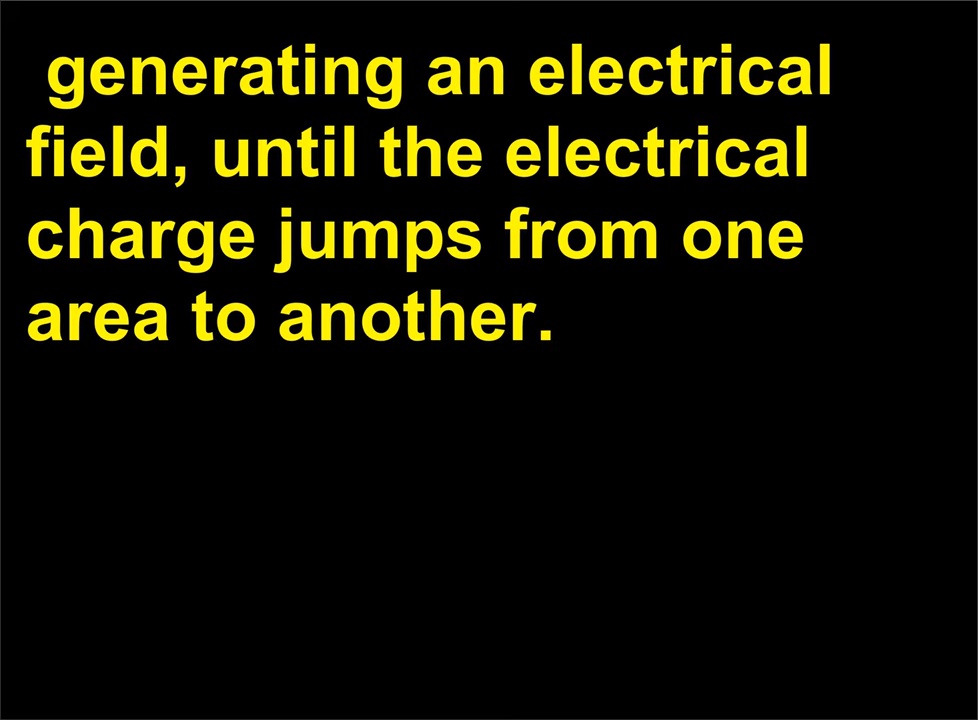 generating an electrical
field, until the electrical
charge jumps from one
area to another.